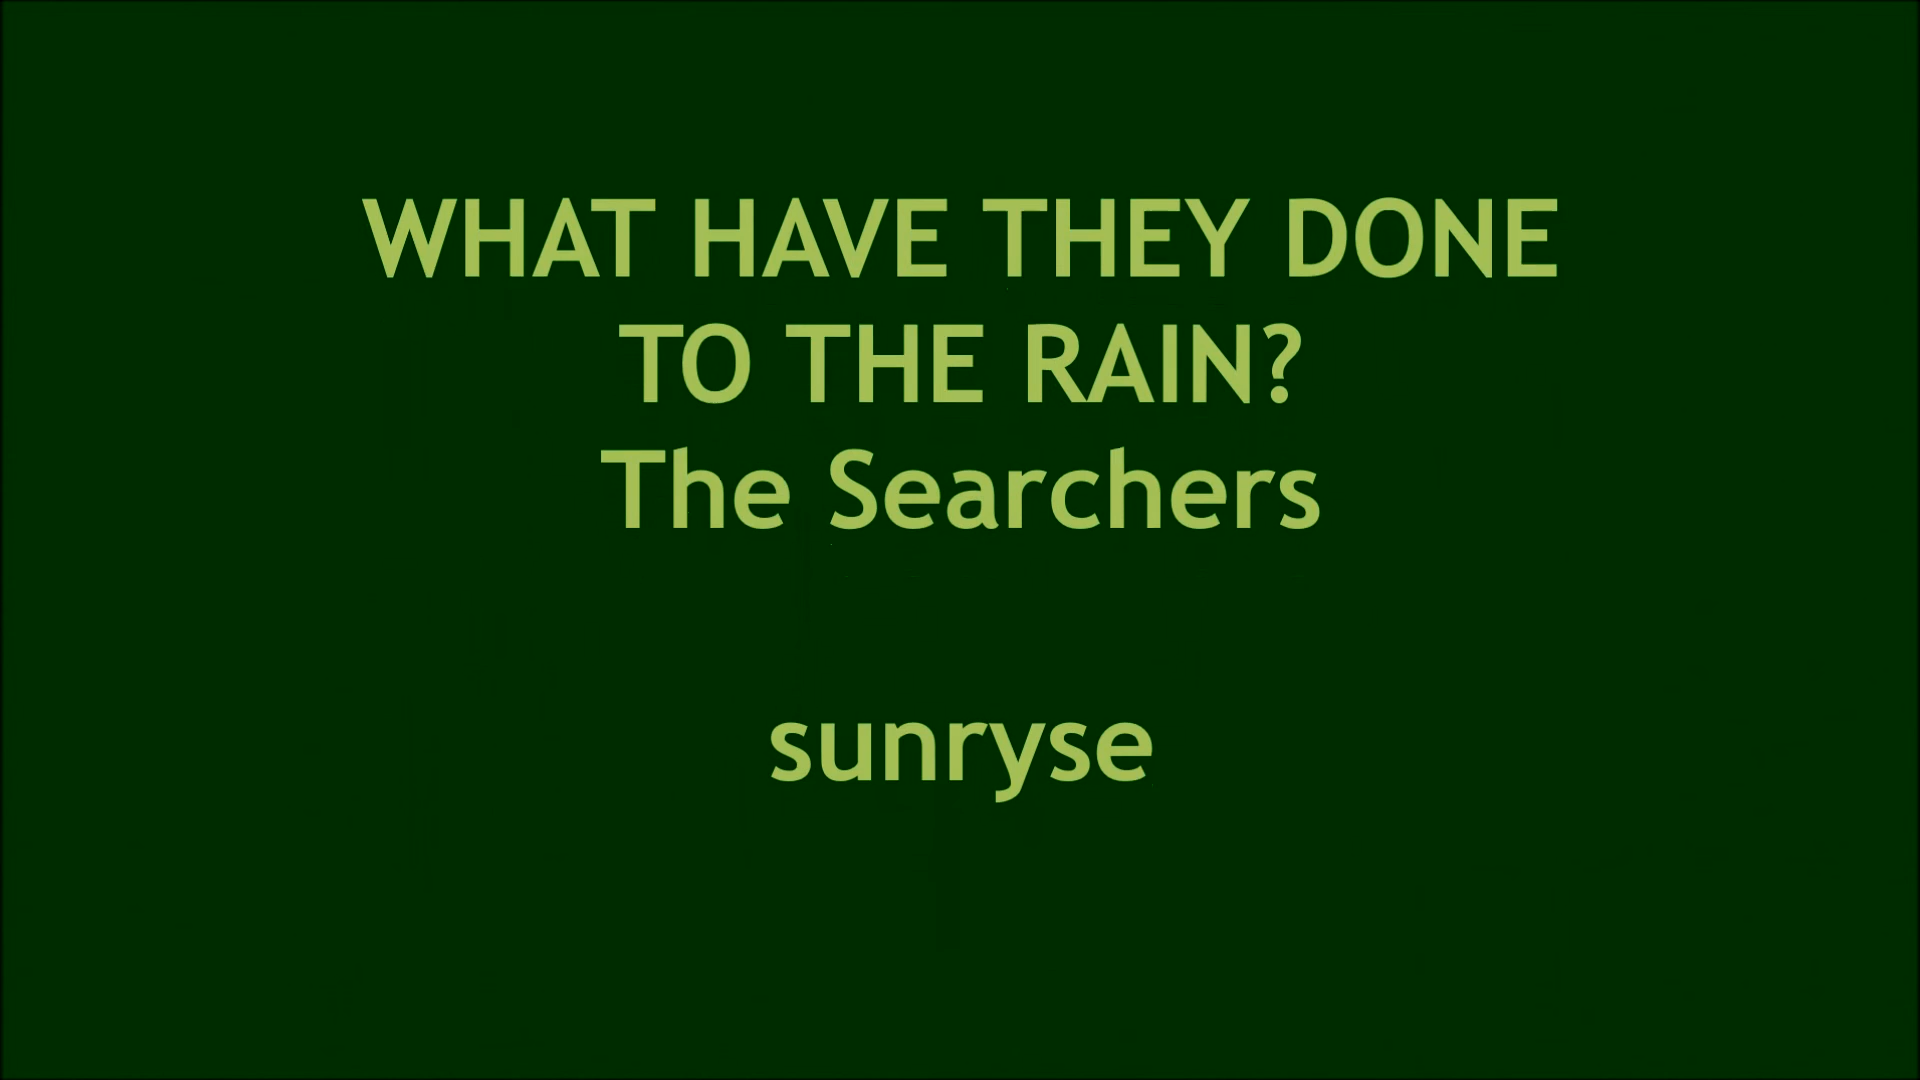 WHAT HAVE THEY DONE
TO THE RAIN?
The Searchers
sunryse